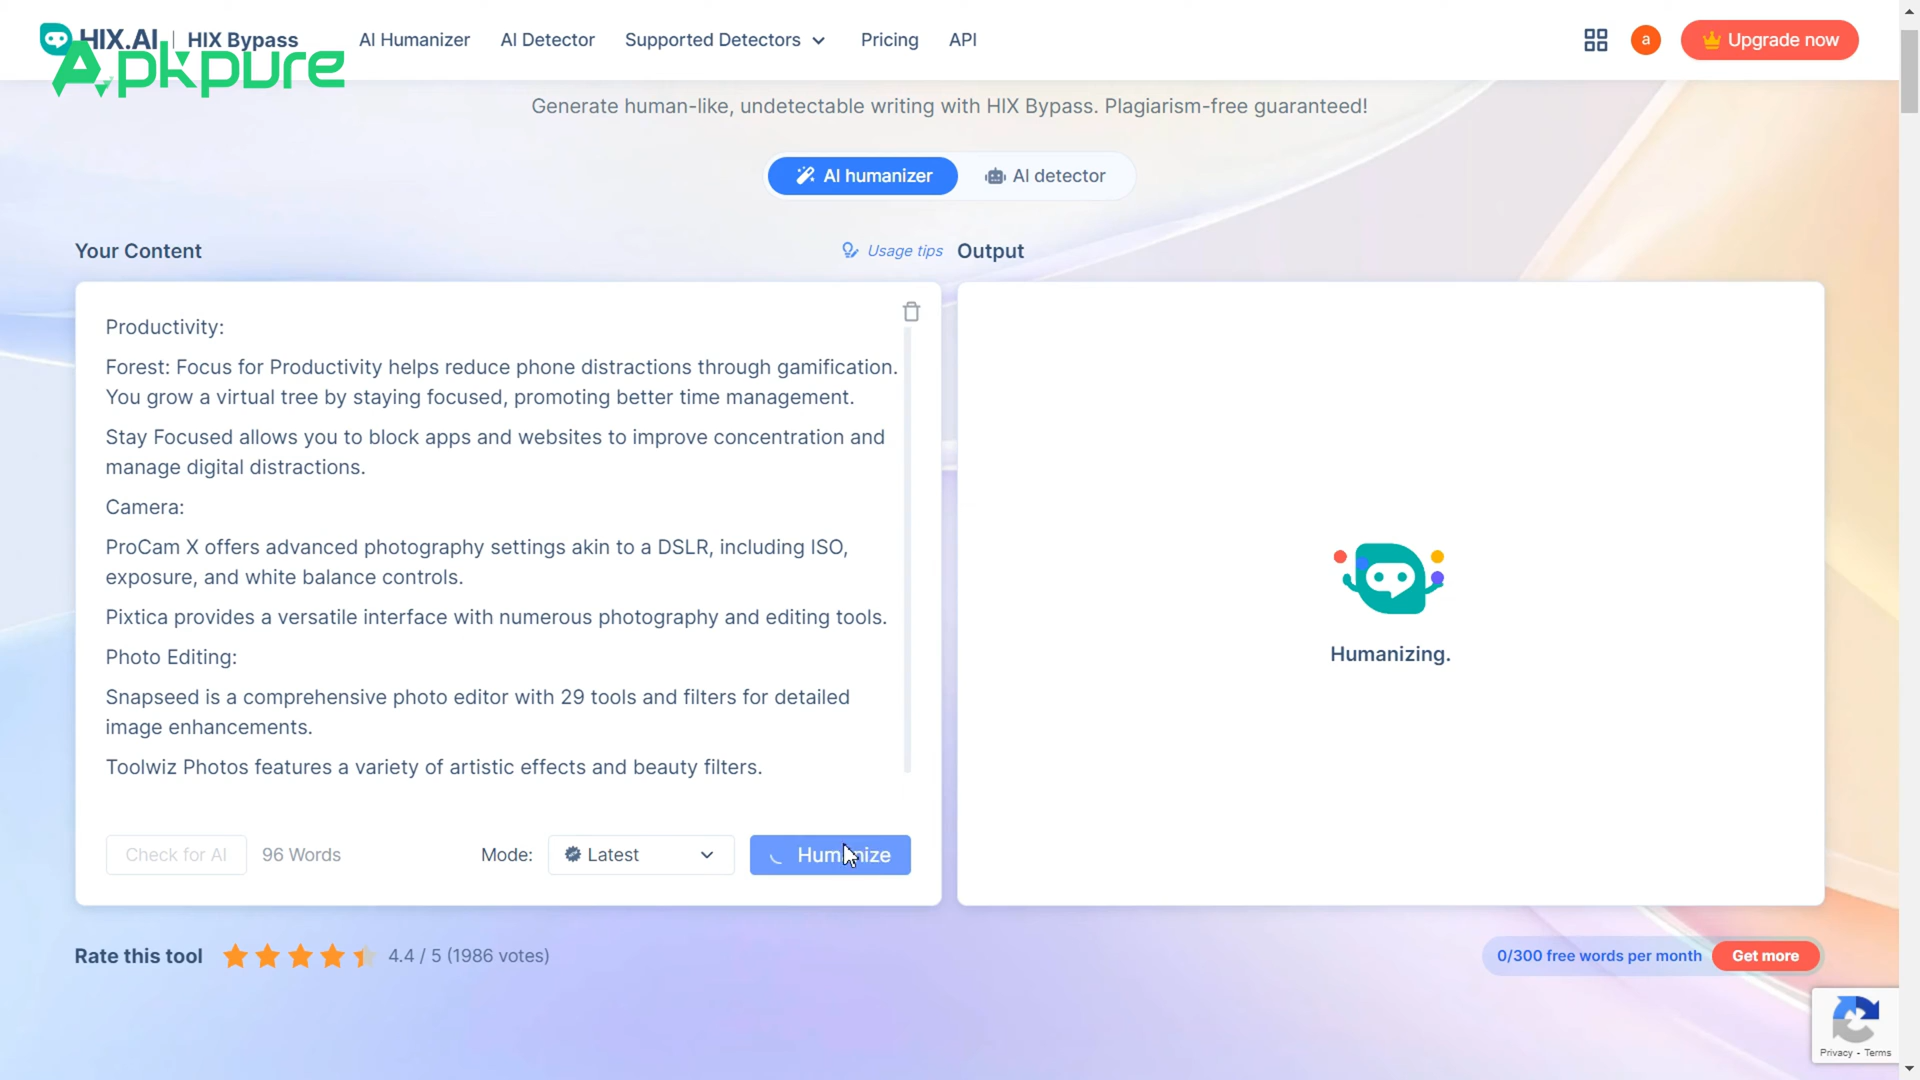 HIX.AI | HIX Bypass
AI Humanizer
AI Detector
Supported Detectors
Pricing
API
a
Upgrade now
Apkpure
Generate human-like, undetectable writing with HIX Bypass. Plagiarism-free guaranteed!
AI humanizer
AI detector
Your Content
Usage tips
Output
Productivity:
Forest: Focus for Productivity helps reduce phone distractions through gamification.
You grow a virtual tree by staying focused, promoting better time management.
Stay Focused allows you to block apps and websites to improve concentration and
manage digital distractions.
Camera:
ProCam X offers advanced photography settings akin to a DSLR, including ISO,
exposure, and white balance controls.
Pixtica provides a versatile interface with numerous photography and editing tools.
Photo Editing:
Snapseed is a comprehensive photo editor with 29 tools and filters for detailed
image enhancements.
Toolwiz Photos features a variety of artistic effects and beauty filters.
Humanizing.
Check for AI
96 Words
Mode:
Latest
Humanize
Rate this tool
4.4 / 5 (1986 votes)
0/300 free words per month
Get more
Privacy - Terms